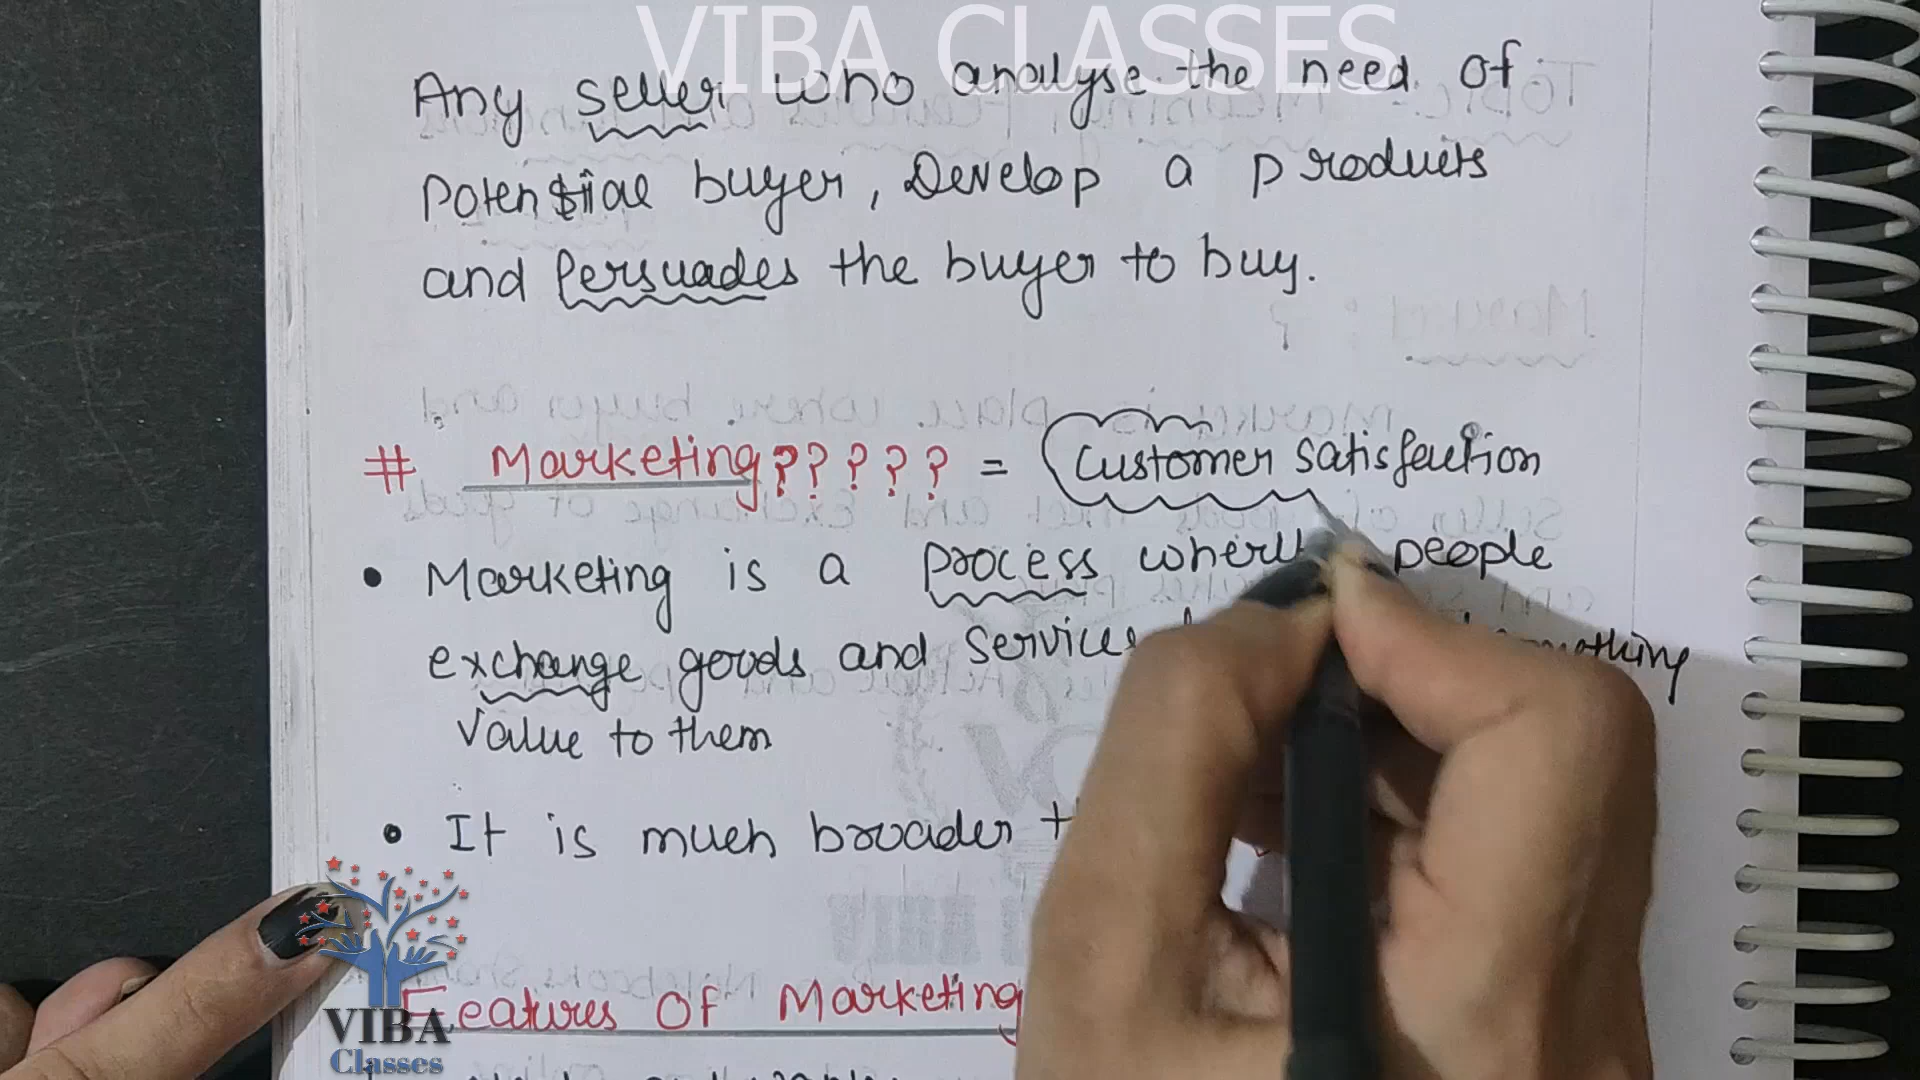 VIBA CLASSES
Any seller who analyse the need of
Potential buyer, Develop a products
and Persuades the buyer to buy.
# Marketing????? = Customer satisfaction
• Marketing is a process where people
exchange goods and services something
value to them
• It is much broader
Features Of Marketing
VIBA
Classes